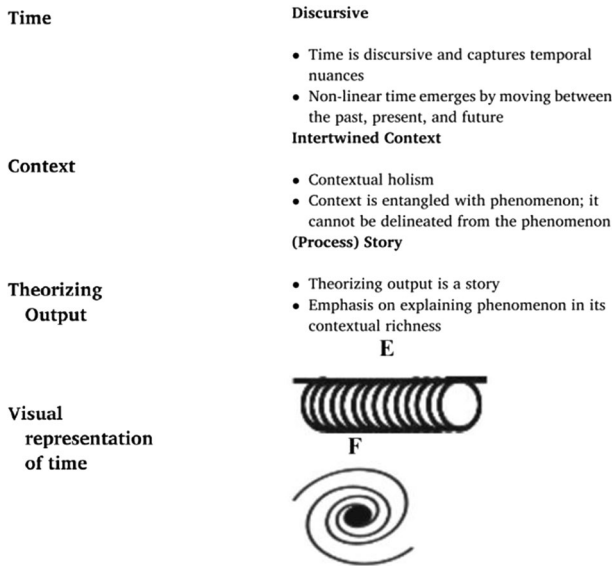 Time
Discursive
• Time is discursive and captures temporal
nuances
• Non-linear time emerges by moving between
the past, present, and future
Intertwined Context
Context
• Contextual holism
• Context is entangled with phenomenon; it
cannot be delineated from the phenomenon
(Process) Story
Theorizing
Output
• Theorizing output is a story
• Emphasis on explaining phenomenon in its
contextual richness
E
Visual
representation
of time
F